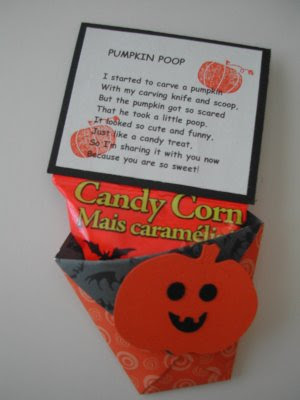 PUMPKIN POOP
I started to carve a pumpkin
With my carving knife and scoop,
But the pumpkin got so scared
That he took a little poop.
It looked so cute and funny,
Just like a candy treat,
So I'm sharing it with you now
Because you are so sweet!
Candy Corn
Mais caraméli